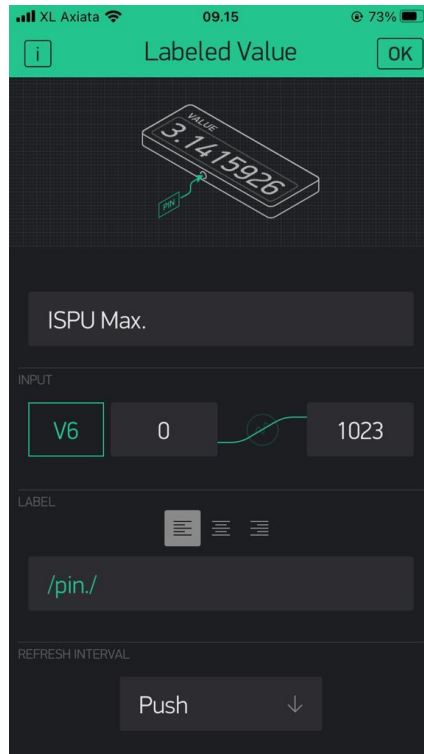 XL Axiata 09.15 73%
i Labeled Value OK
VALUE
3.1415926
PIN
ISPU Max.
INPUT
V6 0 1023
LABEL
/pin./
REFRESH INTERVAL
Push